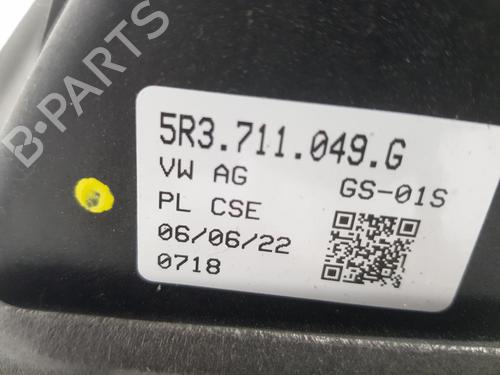 B-PARTS
5R3.711.049.G
VW AG GS-01S
PL CSE
06/06/22
0718